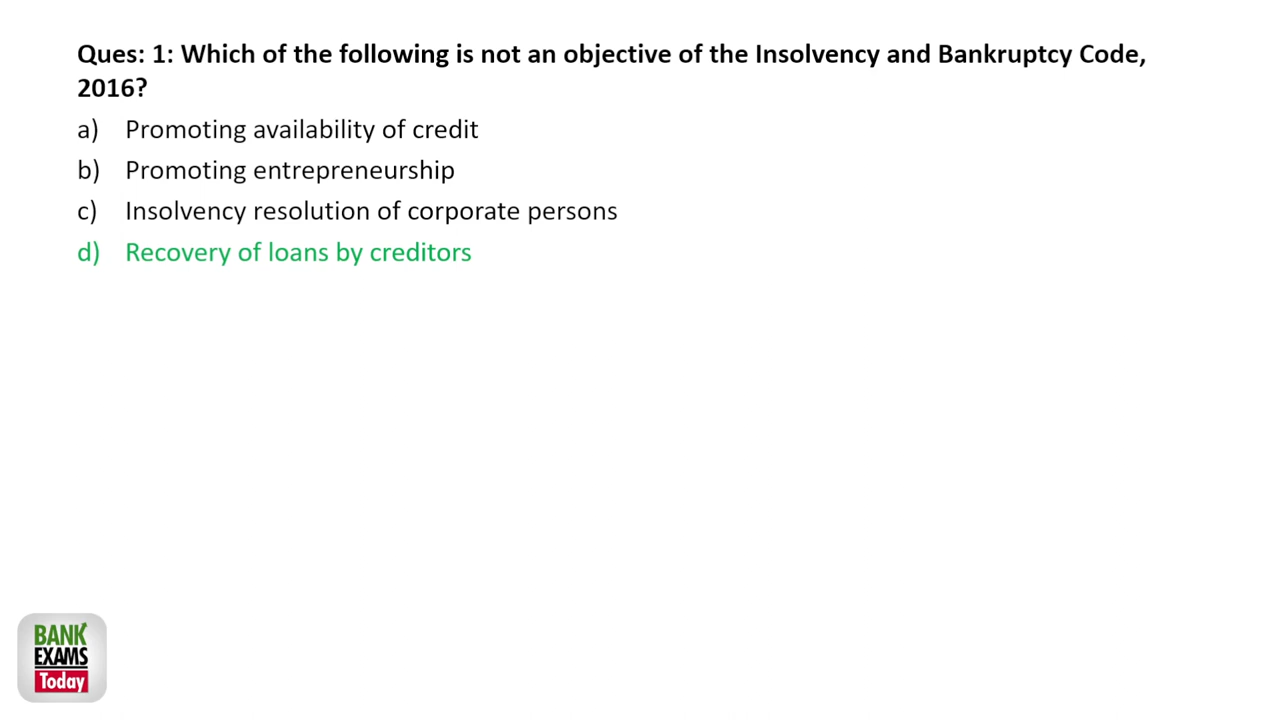 Ques: 1: Which of the following is not an objective of the Insolvency and Bankruptcy Code,
2016?
a) Promoting availability of credit
b) Promoting entrepreneurship
c) Insolvency resolution of corporate persons
d) Recovery of loans by creditors
BANK
EXAMS
Today